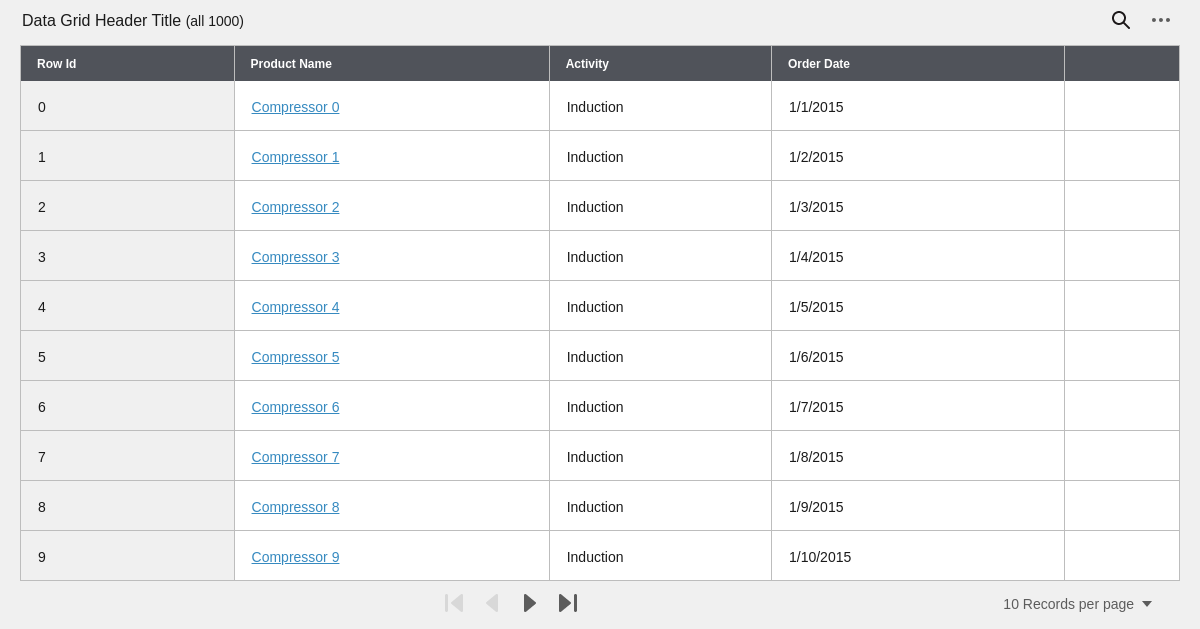 Data Grid Header Title (all 1000)
Row Id Product Name Activity Order Date
0 Compressor 0 Induction 1/1/2015
1 Compressor 1 Induction 1/2/2015
2 Compressor 2 Induction 1/3/2015
3 Compressor 3 Induction 1/4/2015
4 Compressor 4 Induction 1/5/2015
5 Compressor 5 Induction 1/6/2015
6 Compressor 6 Induction 1/7/2015
7 Compressor 7 Induction 1/8/2015
8 Compressor 8 Induction 1/9/2015
9 Compressor 9 Induction 1/10/2015
10 Records per page